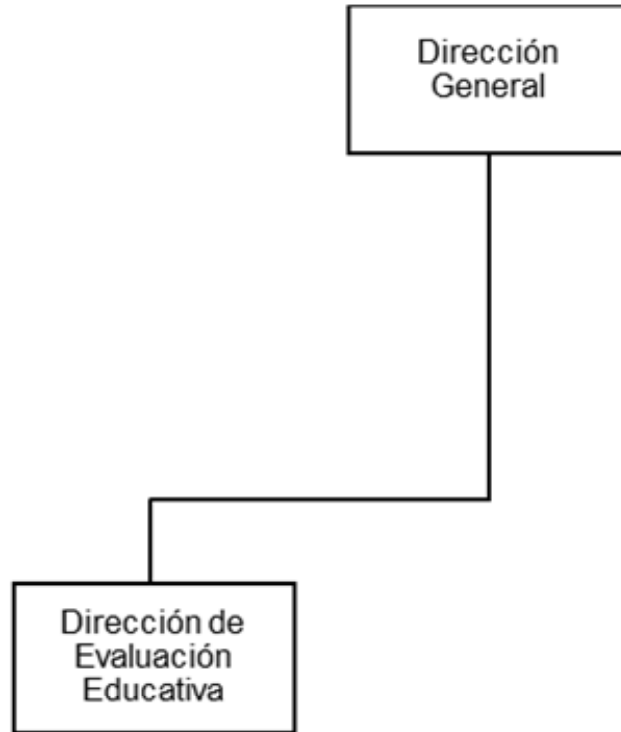 Dirección
General
Dirección de
Evaluación
Educativa